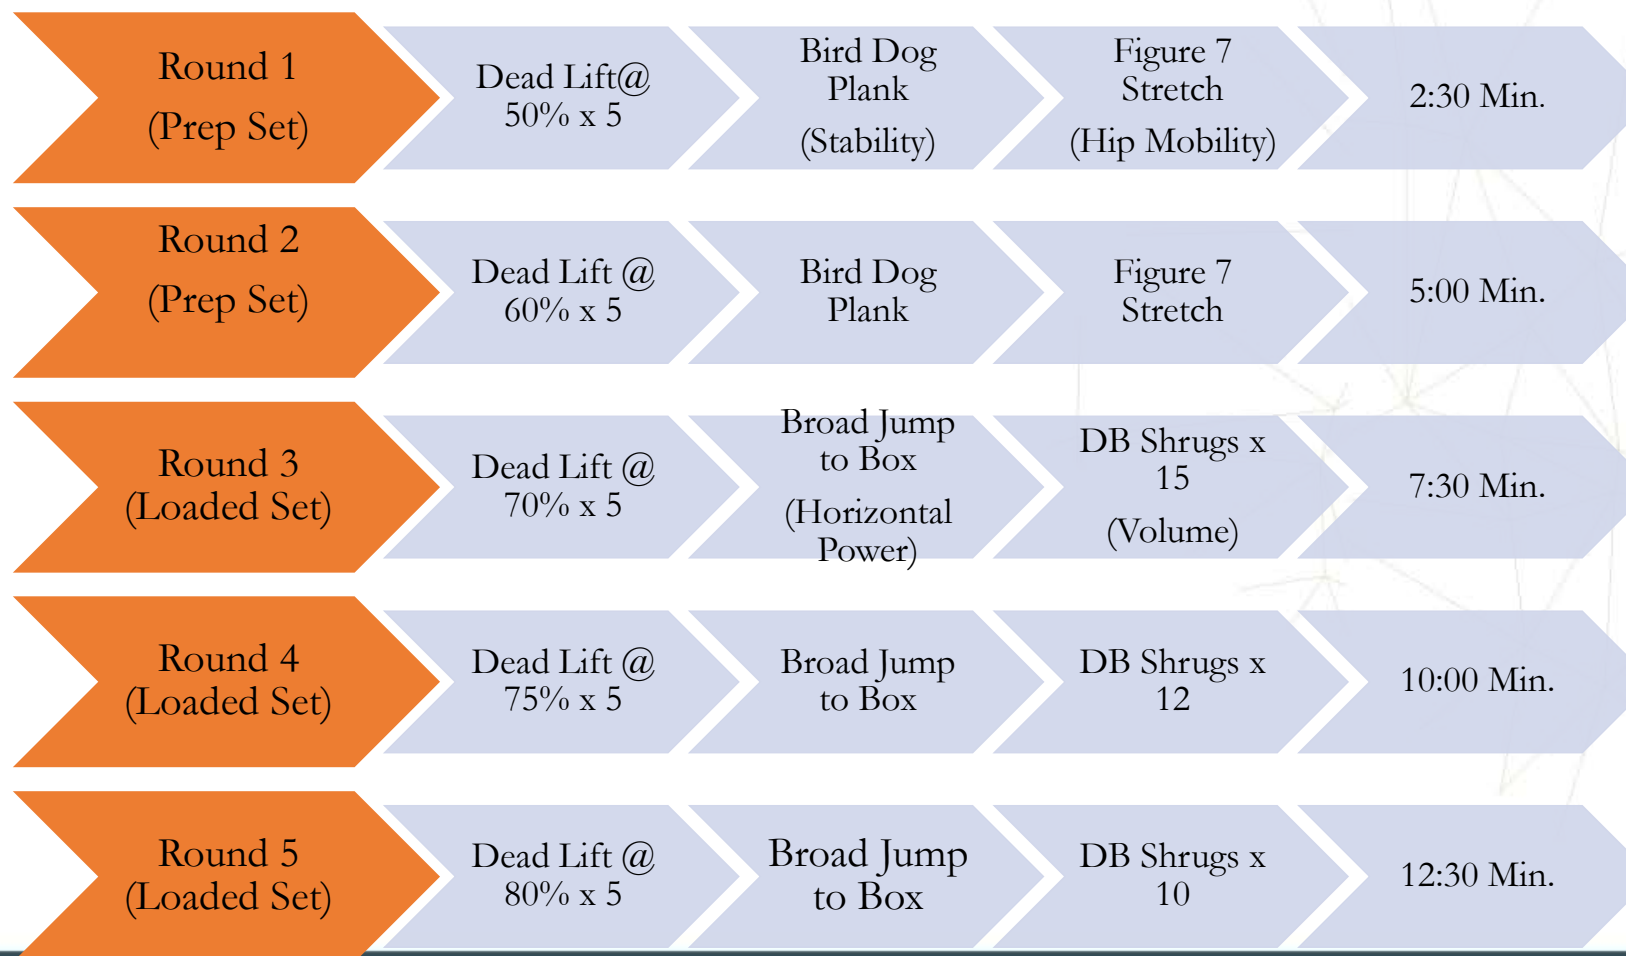 Round 1
(Prep Set)
Dead Lift@
50% x 5
Bird Dog
Plank
(Stability)
Figure 7
Stretch
(Hip Mobility)
2:30 Min.
Round 2
(Prep Set)
Dead Lift @
60% x 5
Bird Dog
Plank
Figure 7
Stretch
5:00 Min.
Round 3
(Loaded Set)
Dead Lift @
70% x 5
Broad Jump
to Box
(Horizontal
Power)
DB Shrugs x
15
(Volume)
7:30 Min.
Round 4
(Loaded Set)
Dead Lift @
75% x 5
Broad Jump
to Box
DB Shrugs x
12
10:00 Min.
Round 5
(Loaded Set)
Dead Lift @
80% x 5
Broad Jump
to Box
DB Shrugs x
10
12:30 Min.